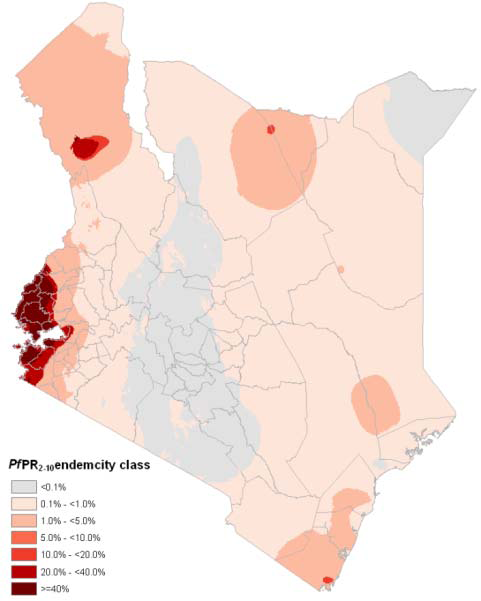 PfPR2-10endemcity class
<0.1%
0.1% - <1.0%
1.0% - <5.0%
5.0% - <10.0%
10.0% - <20.0%
20.0% - <40.0%
>=40%